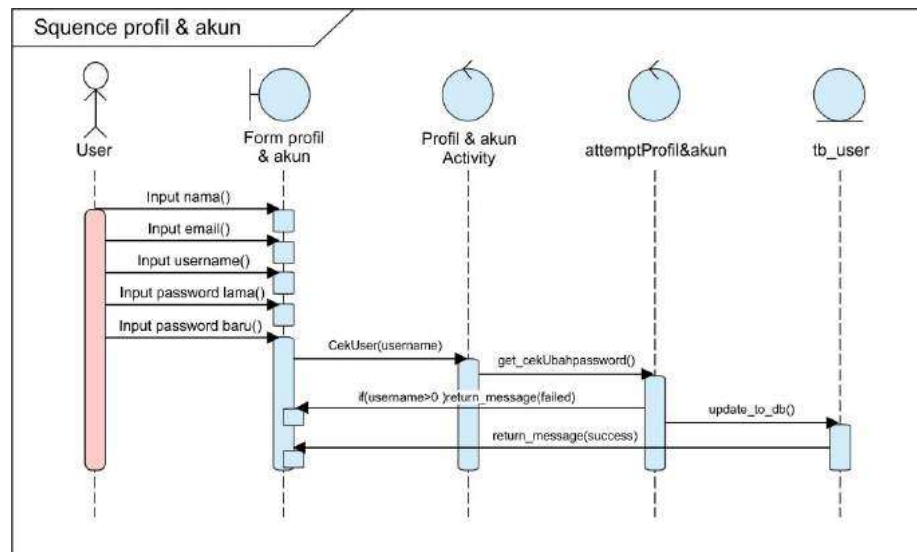 Squence profil & akun
User
Form profil
& akun
Profil & akun
Activity
attemptProfil&akun
tb_user
Input nama()
Input email()
Input username()
Input password lama()
Input password baru()
CekUser(username)
get_cekUbahpassword()
if(username>0 )return_message(failed)
update_to_db()
return_message(success)